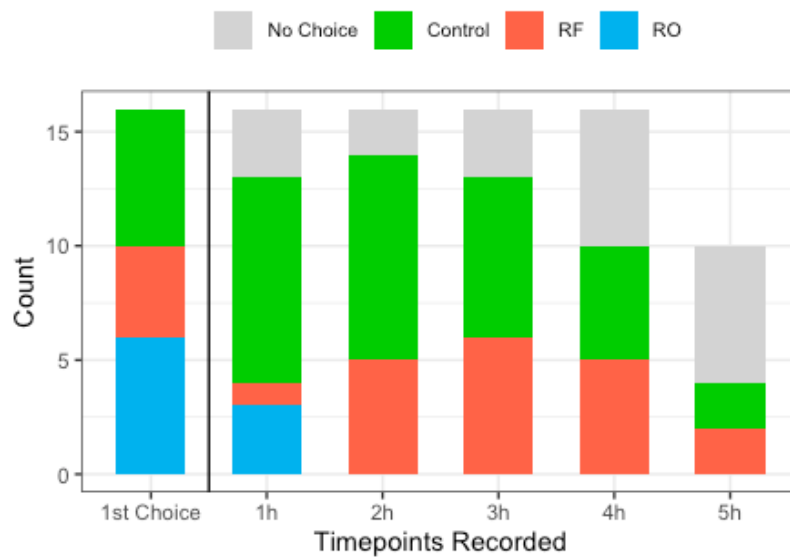 No Choice Control RF RO
15
10
5
0
Count
1st Choice 1h 2h 3h 4h 5h
Timepoints Recorded